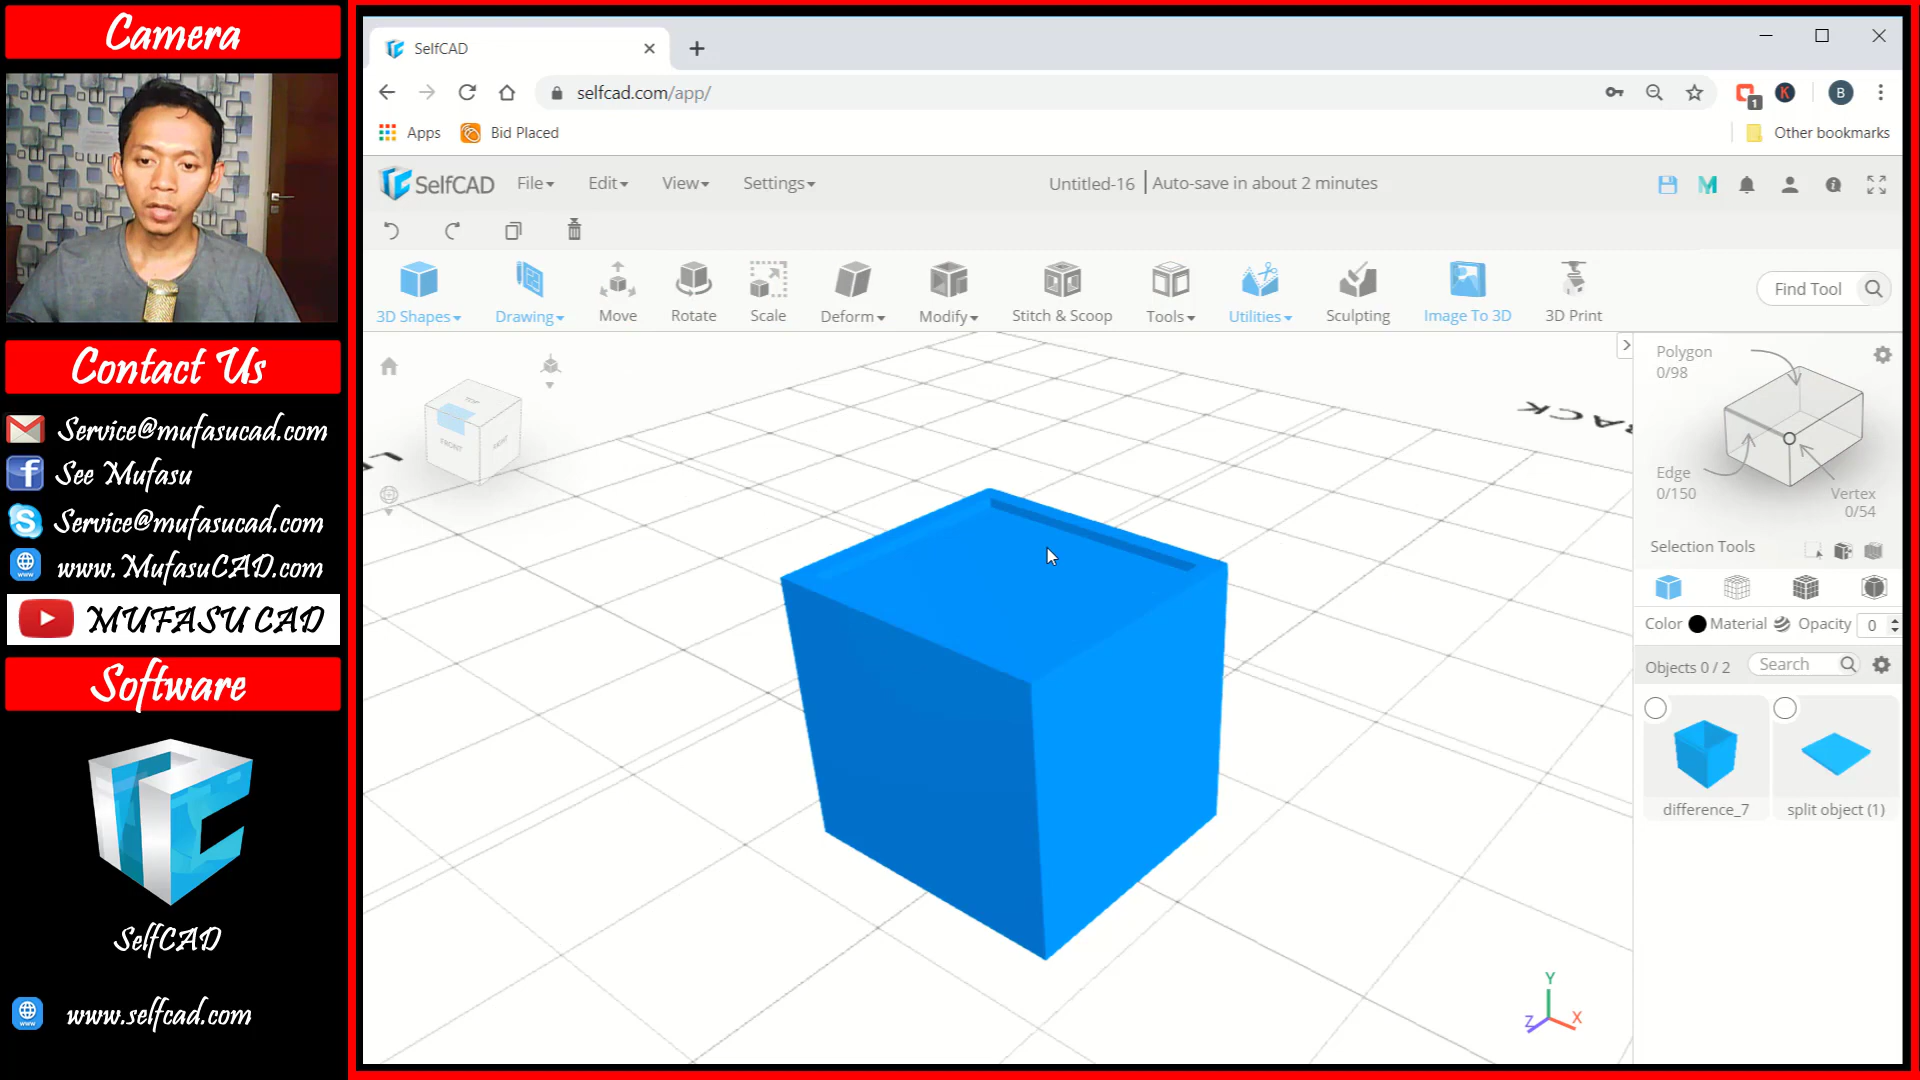 Camera
Contact Us
Service@mufasucad.com
See Mufasu
Service@mufasucad.com
www.MufasuCAD.com
MUFASU CAD
Software
SelfCAD
www.selfcad.com
SelfCAD
selfcad.com/app/
1
K
B
Apps
Bid Placed
Other bookmarks
SelfCAD
File
Edit
View
Settings
Untitled-16
Auto-save in about 2 minutes
3D Shapes
Drawing
Move
Rotate
Scale
Deform
Modify
Stitch & Scoop
Tools
Utilities
Sculpting
Image To 3D
3D Print
Find Tool
TOP
FRONT
RIGHT
Polygon
0/98
Edge
0/150
Vertex
0/54
Selection Tools
Color
Material
Opacity
0
Objects 0 / 2
Search
difference_7
split object (1)
Y
Z
X